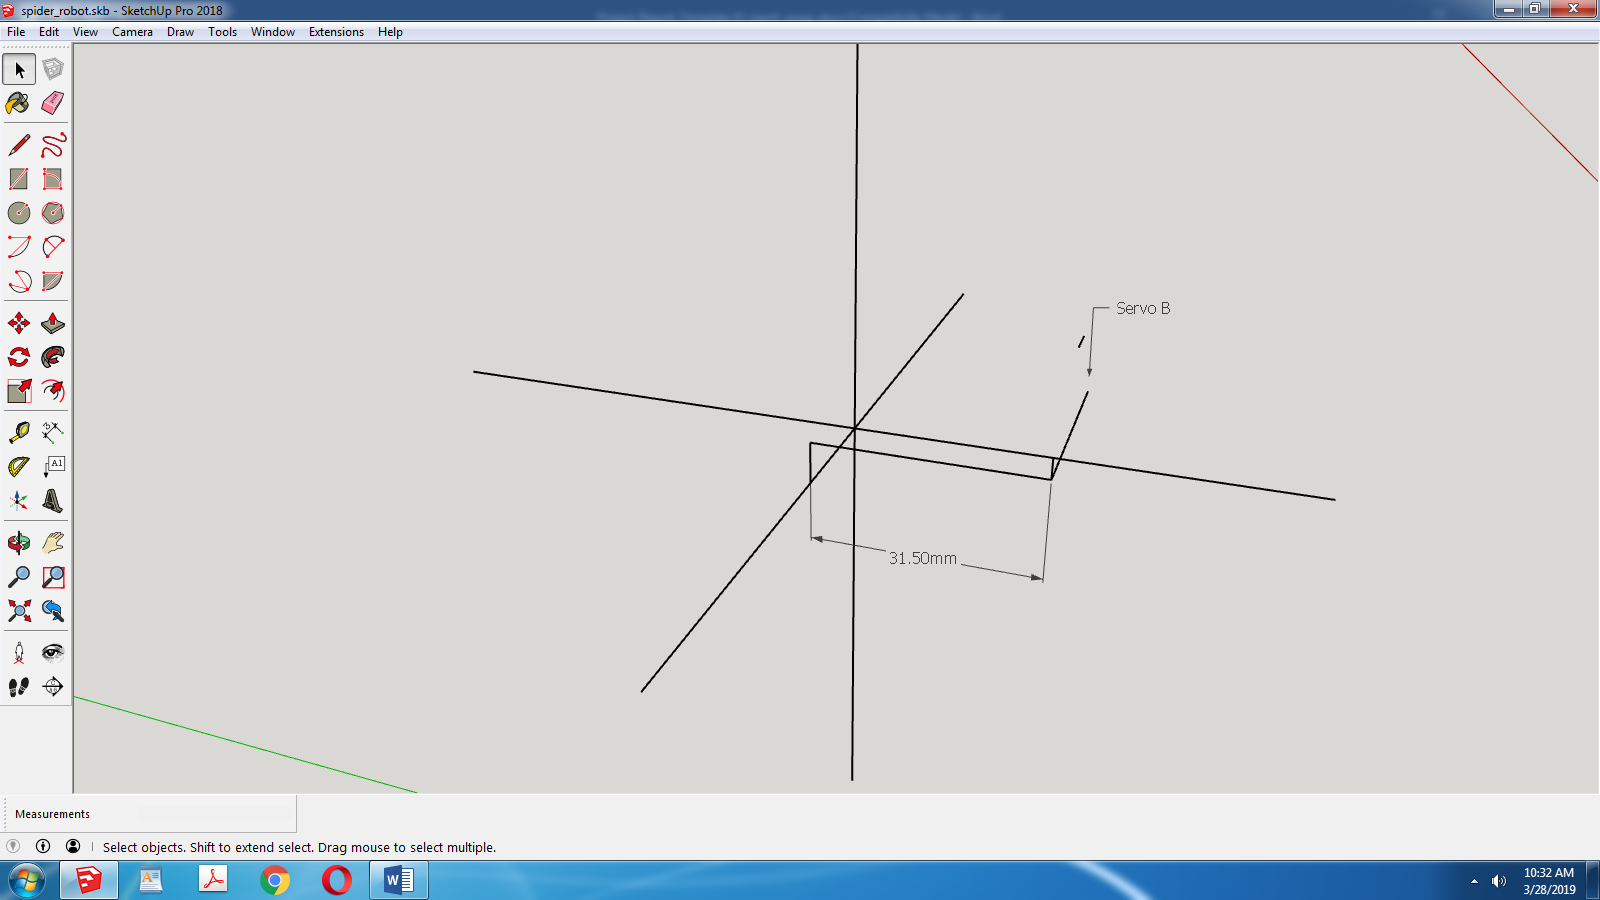 spider_robot.skb - SketchUp Pro 2018
File Edit View Camera Draw Tools Window Extensions Help
A1
Servo B
31.50mm
Measurements
Select objects. Shift to extend select. Drag mouse to select multiple.
10:32 AM
3/28/2019